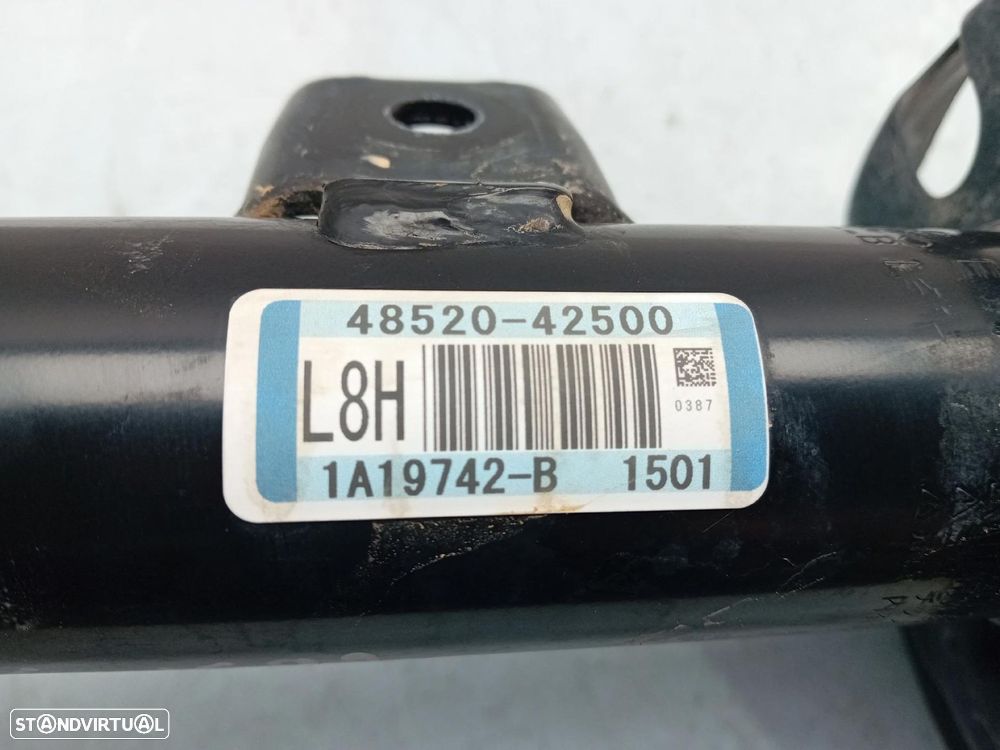 48520-42500
L8H
0387
1A19742-B 1501
STANDVIRTUAL